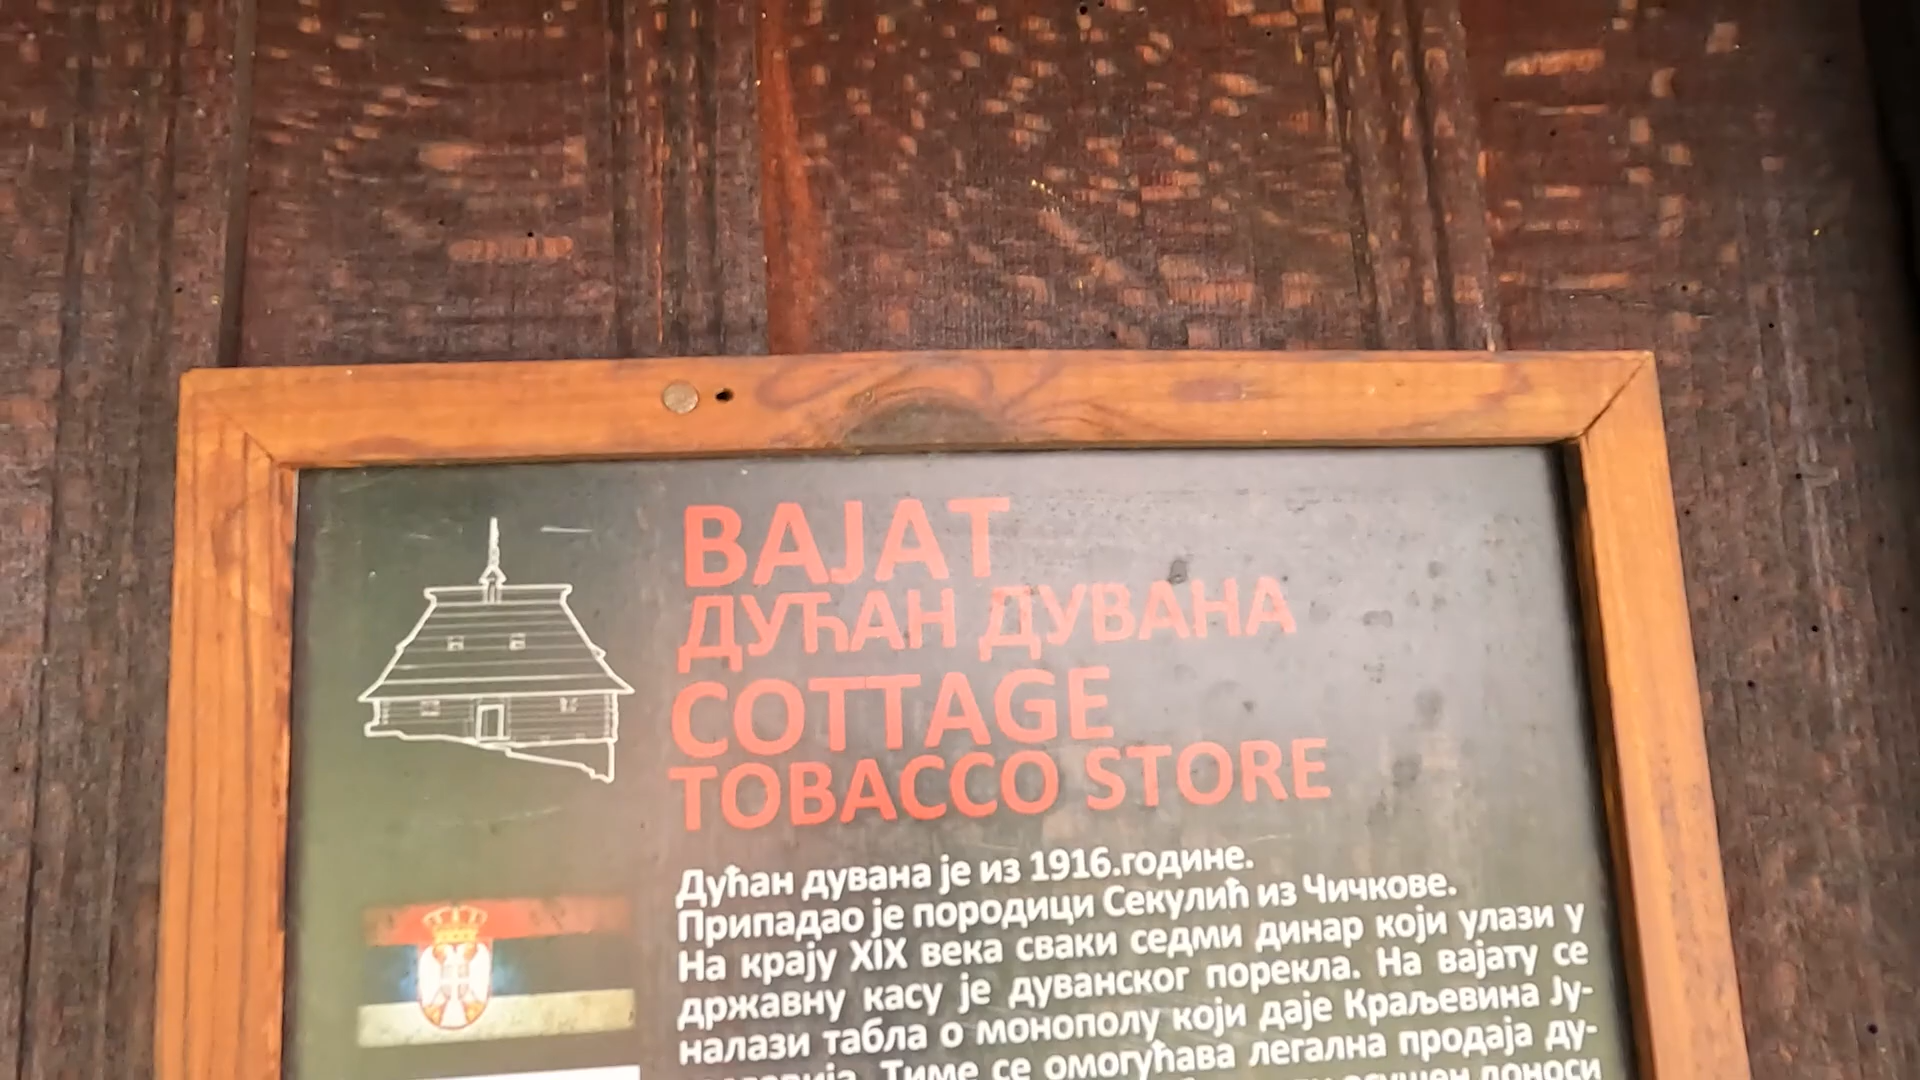 ВАЈАТ
ДУЋАН ДУВАНА
COTTAGE
TOBACCO STORE
Дућан дувана је из 1916.године.
Припадао је породици Секулић из Чичкове.
На крају XIX века сваки седми динар који улази у
државну касу је дуванског порекла. На вајату се
налази табла о монополу који даје Краљевина Ју-
Тиме се омогућава легална продаја ду-
доноси